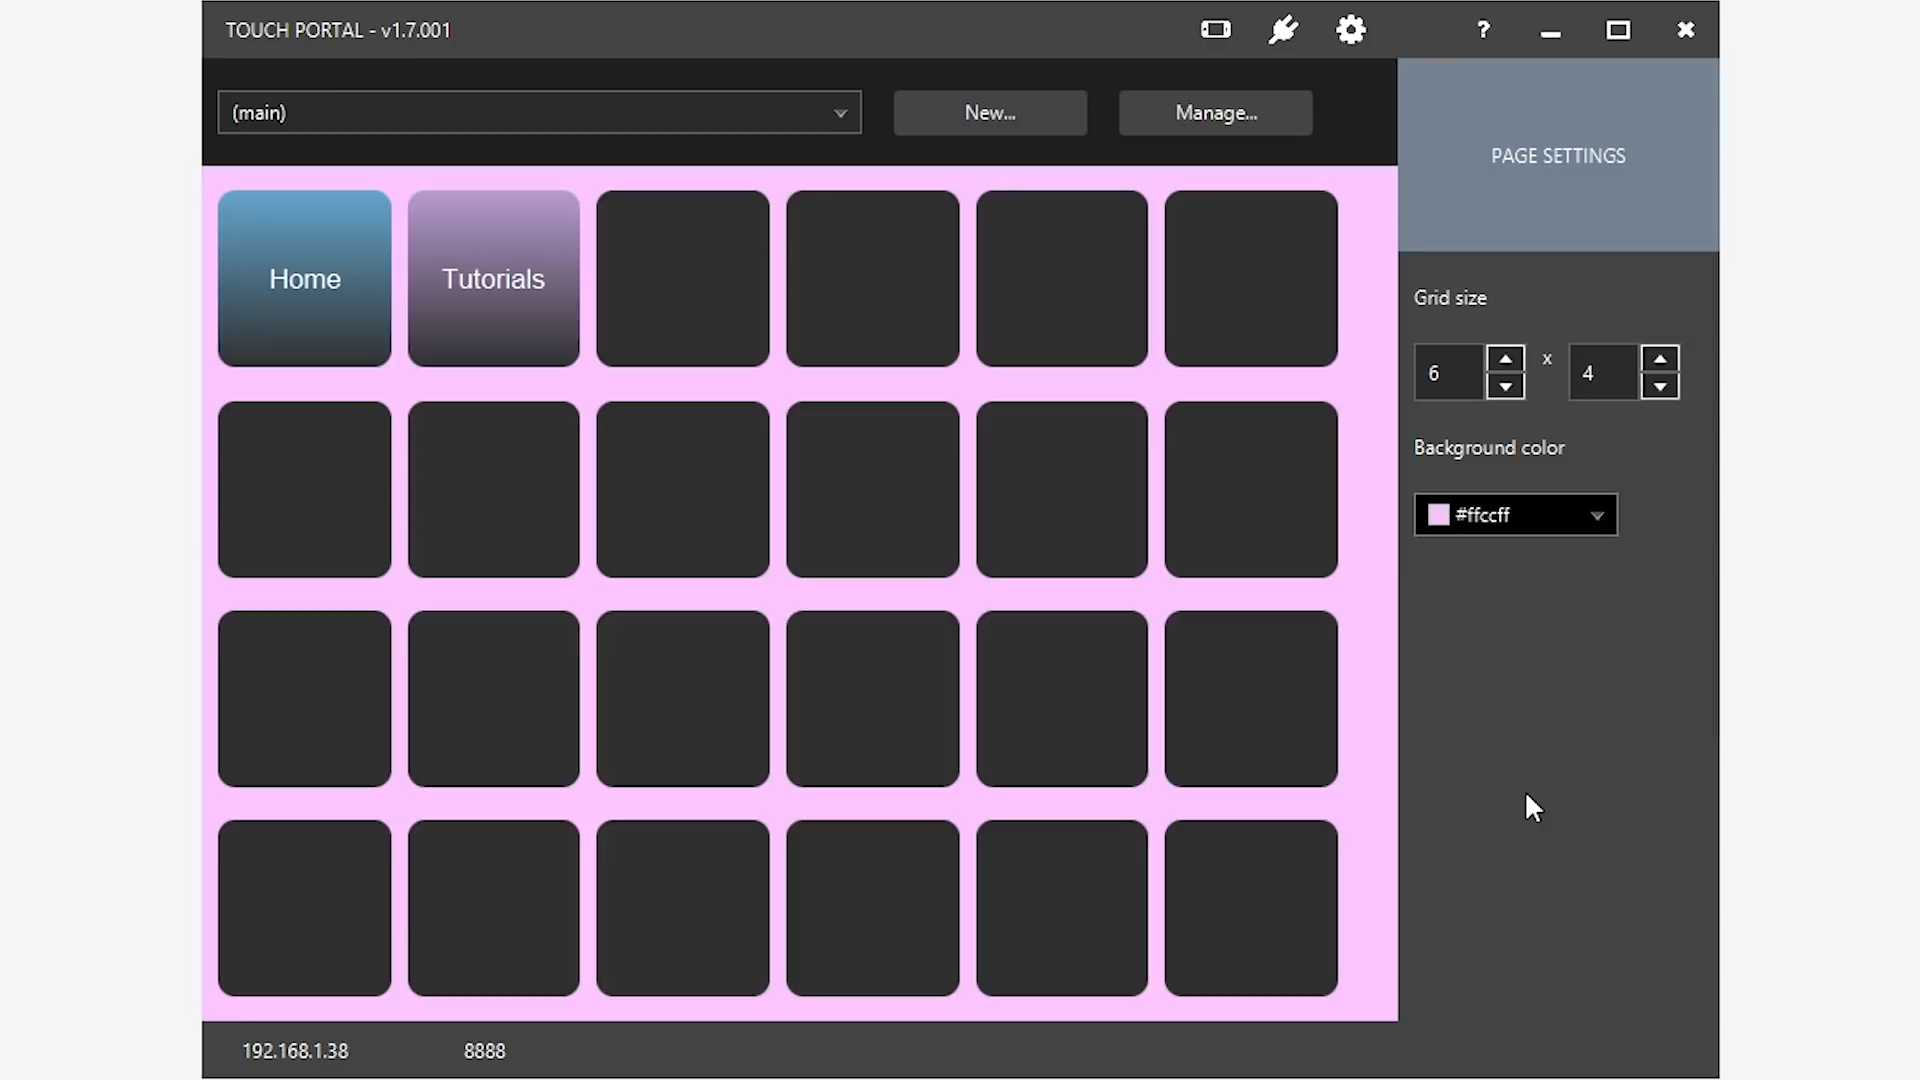 TOUCH PORTAL - v1.7.001
?
(main)
New...
Manage...
PAGE SETTINGS
Home
Tutorials
Grid size
6 x 4
Background color
#ffccff
192.168.1.38
8888